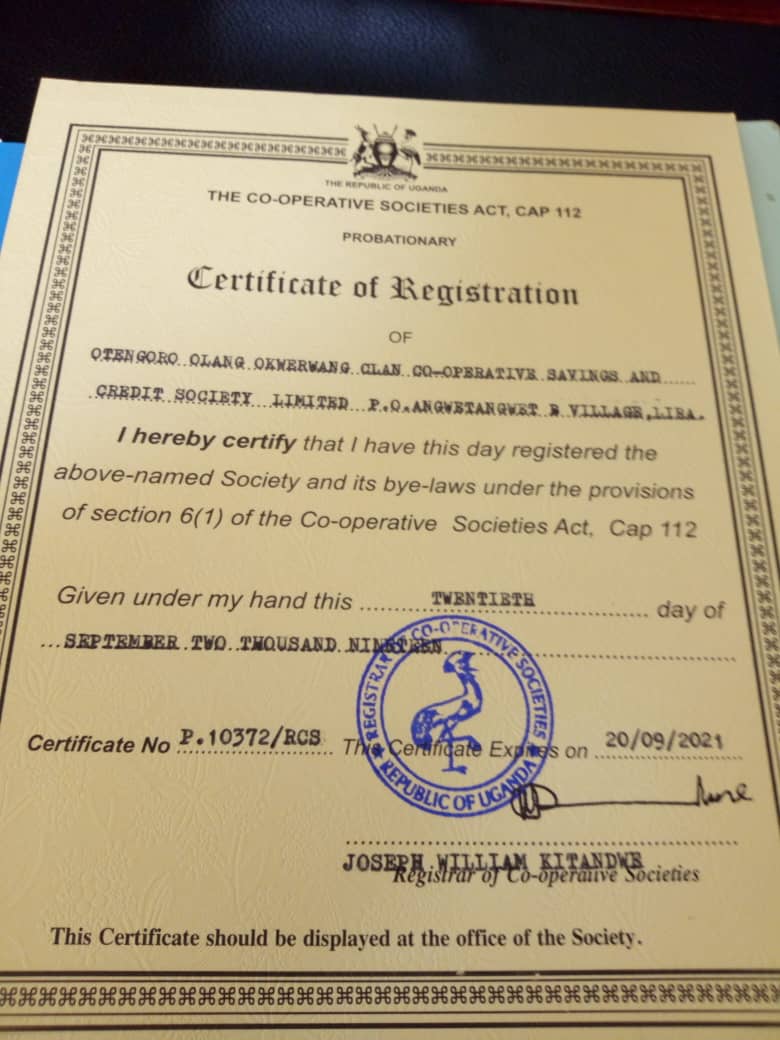 THE REPUBLIC OF UGANDA
THE CO-OPERATIVE SOCIETIES ACT, CAP 112
PROBATIONARY
Certificate of Registration
OF
OTENGORO OLANG OKWERWANG CLAN CO-OPERATIVE SAVINGS AND
CREDIT SOCIETY LIMITED P.O. ANGWETANGWET B VILLAGE, LIRA.
I hereby certify that I have this day registered the
above-named Society and its bye-laws under the provisions
of section 6(1) of the Co-operative Societies Act, Cap 112
Given under my hand this TWENTIETH day of
SEPTEMBER TWO THOUSAND NINETEEN
REGISTRAR CO-OPERATIVE SOCIETIES
REPUBLIC OF UGANDA
Certificate No P.10372/RCS This Certificate Expires on 20/09/2021
JOSEPH WILLIAM KITANDWE
Registrar of Co-operative Societies
This Certificate should be displayed at the office of the Society.